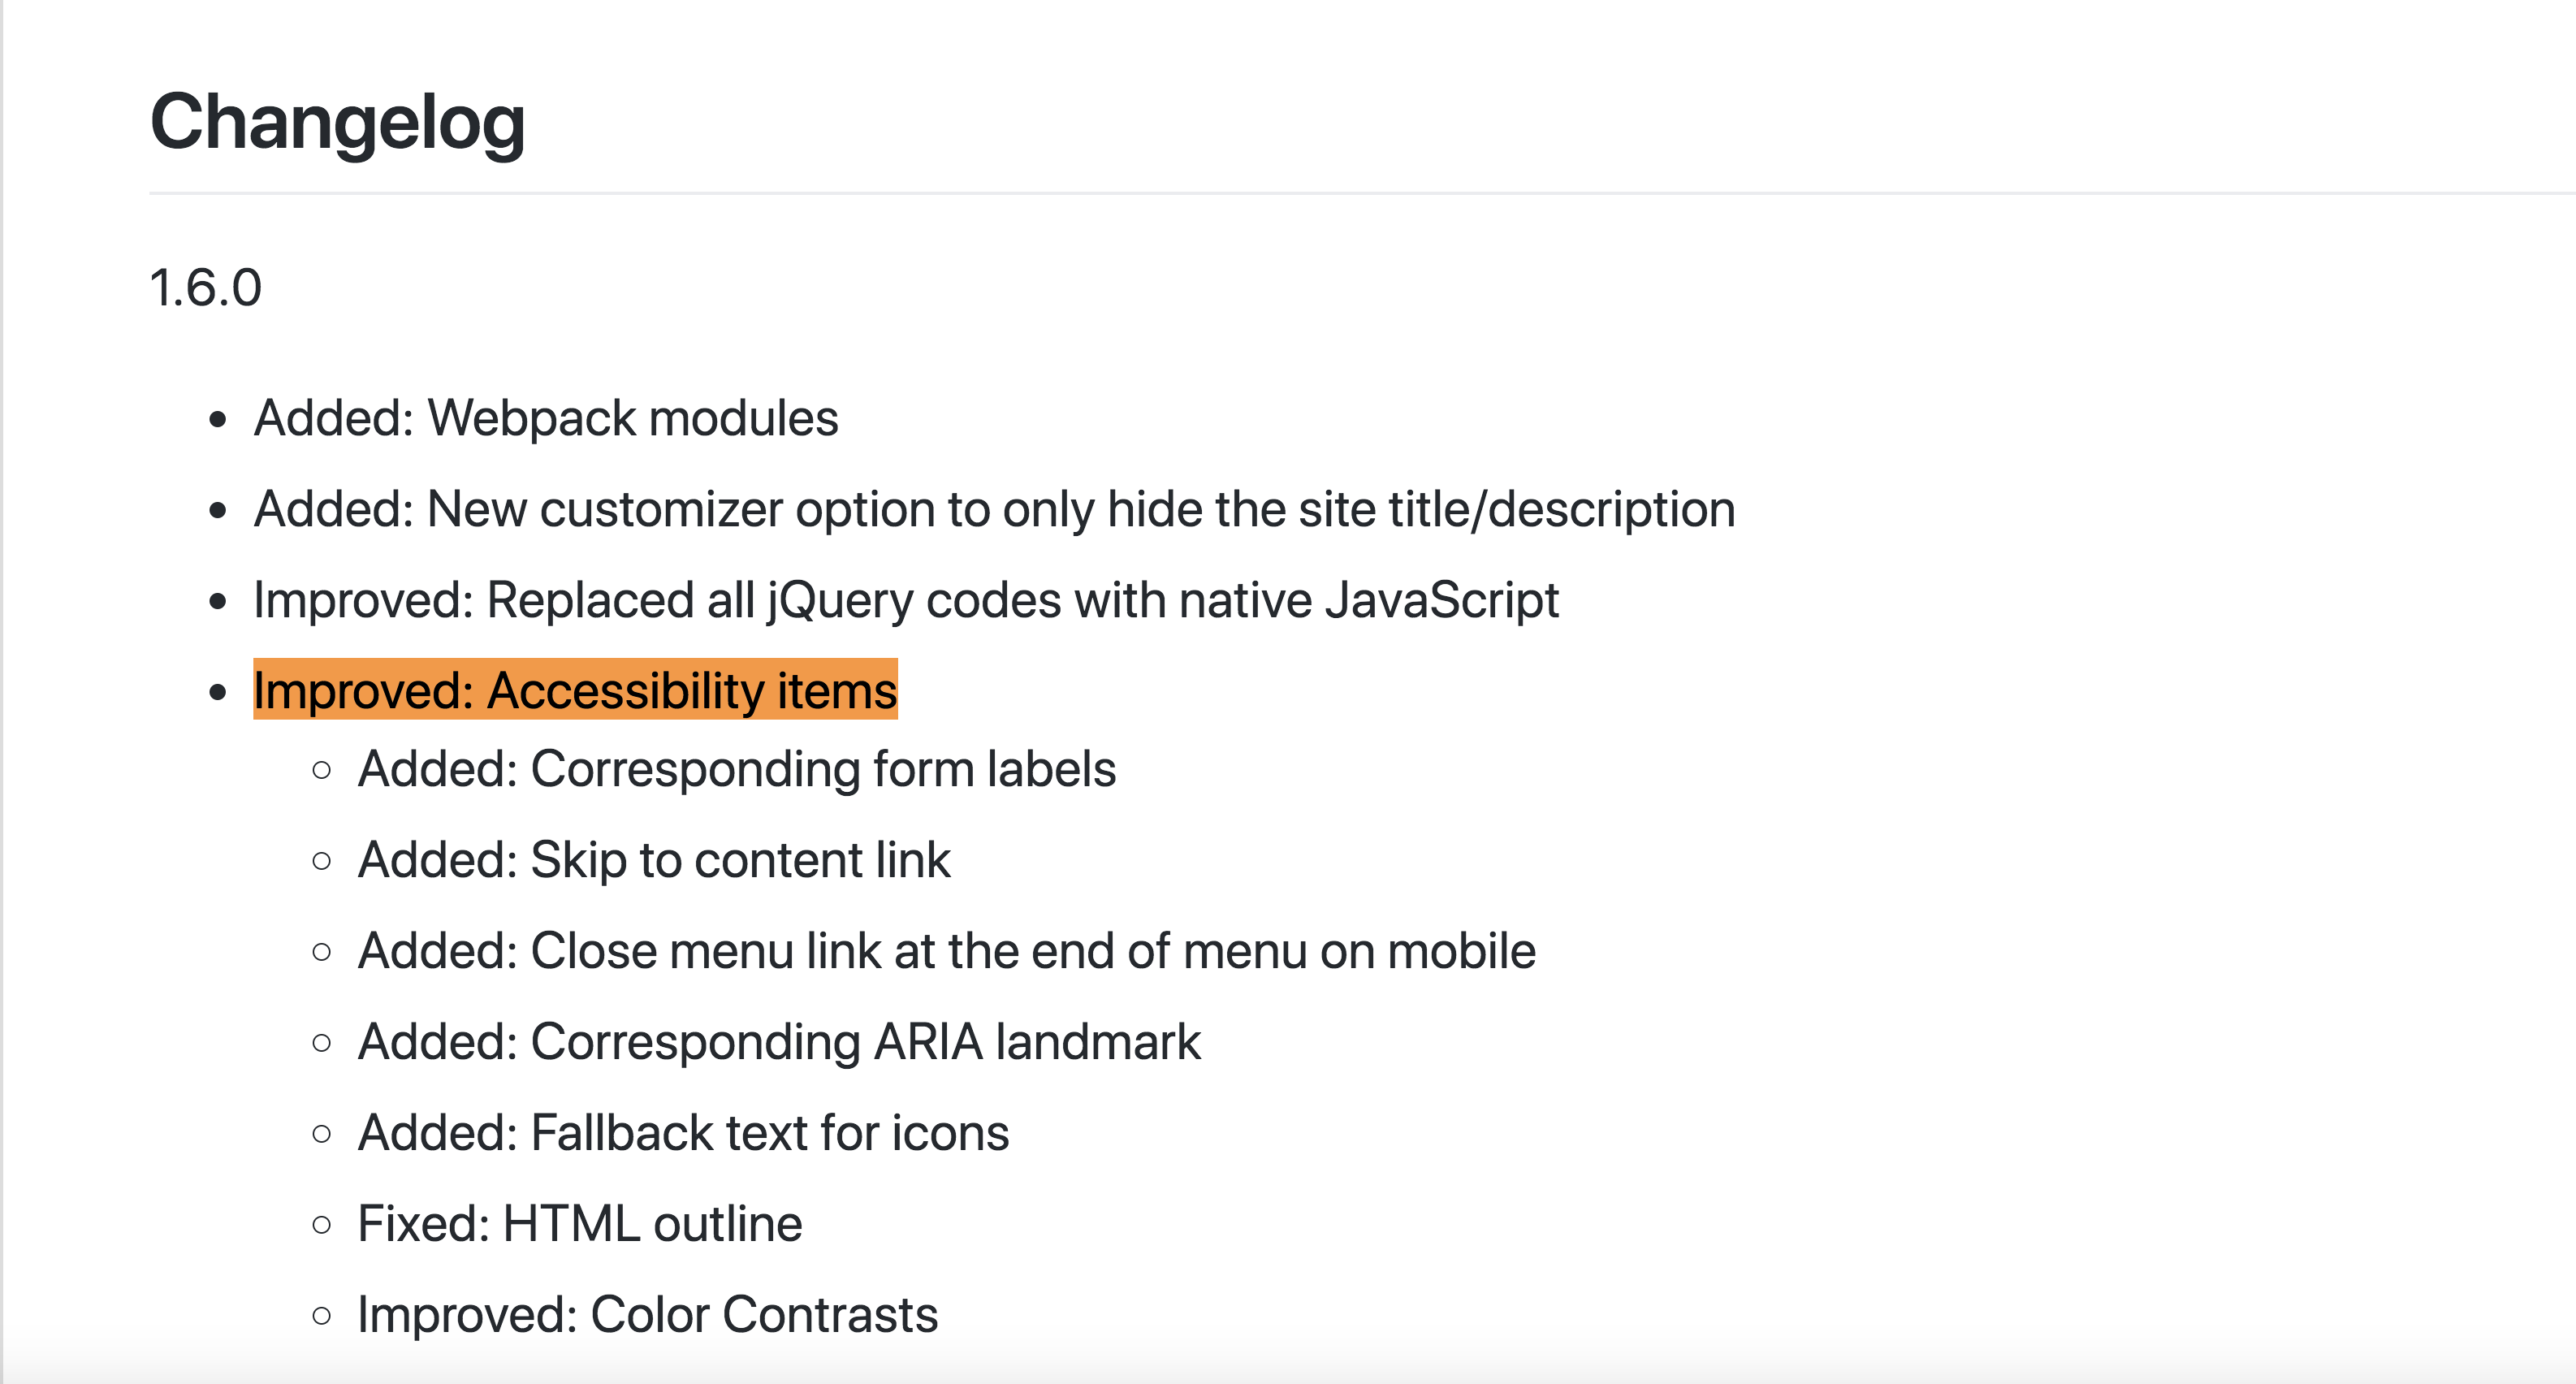 Changelog
1.6.0
Added: Webpack modules
Added: New customizer option to only hide the site title/description
Improved: Replaced all jQuery codes with native JavaScript
Improved: Accessibility items
Added: Corresponding form labels
Added: Skip to content link
Added: Close menu link at the end of menu on mobile
Added: Corresponding ARIA landmark
Added: Fallback text for icons
Fixed: HTML outline
Improved: Color Contrasts